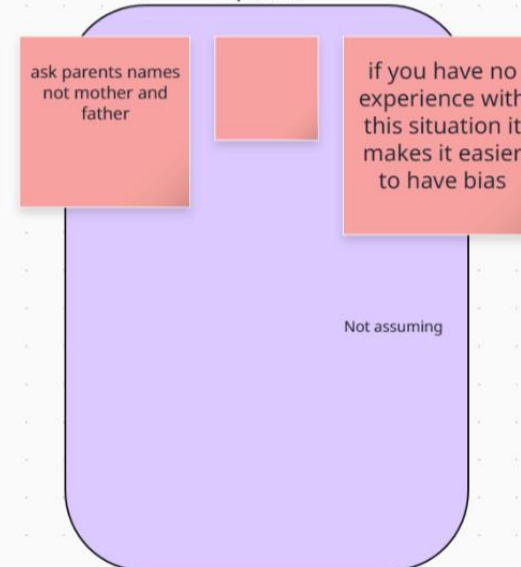 ask parents names
not mother and
father
if you have no
experience with
this situation it
makes it easier
to have bias
Not assuming